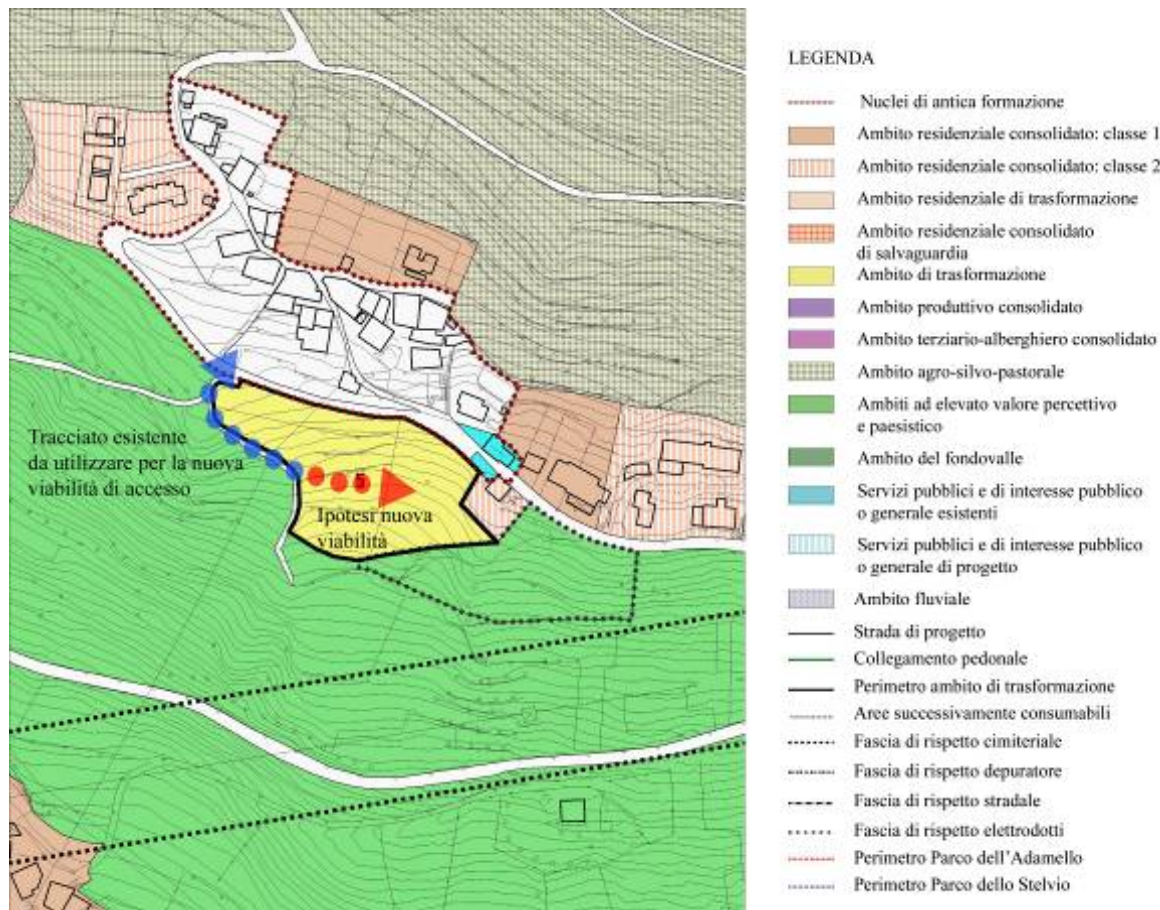 Tracciato esistente
da utilizzare per la nuova
viabilità di accesso
Ipotesi nuova
viabilità
LEGENDA
Nuclei di antica formazione
Ambito residenziale consolidato: classe 1
Ambito residenziale consolidato: classe 2
Ambito residenziale di trasformazione
Ambito residenziale consolidato
di salvaguardia
Ambito di trasformazione
Ambito produttivo consolidato
Ambito terziario-alberghiero consolidato
Ambito agro-silvo-pastorale
Ambiti ad elevato valore percettivo
e paesistico
Ambito del fondovalle
Servizi pubblici e di interesse pubblico
o generale esistenti
Servizi pubblici e di interesse pubblico
o generale di progetto
Ambito fluviale
Strada di progetto
Collegamento pedonale
Perimetro ambito di trasformazione
Aree successivamente consumabili
Fascia di rispetto cimiteriale
Fascia di rispetto depuratore
Fascia di rispetto stradale
Fascia di rispetto elettrodotti
Perimetro Parco dell'Adamello
Perimetro Parco dello Stelvio